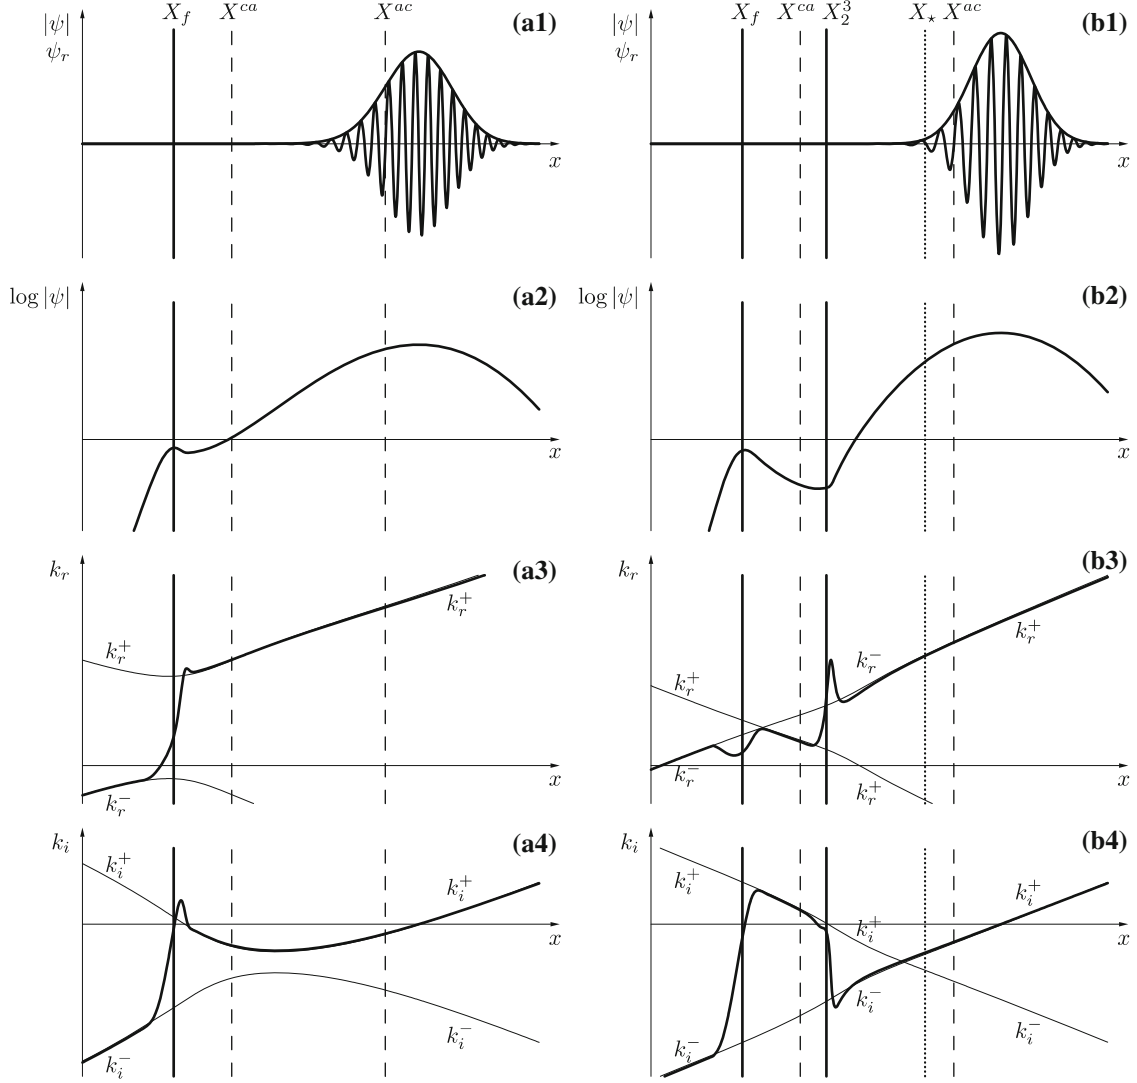 X_f X^{ca} X^{ac} (a1)
|ψ|
ψ_r
x
X_f X^{ca} X_2^3 X_⋆ X^{ac} (b1)
|ψ|
ψ_r
x
log |ψ| (a2)
x
log |ψ| (b2)
x
k_r (a3)
k_r^+
k_r^+
x
k_r^-
k_r (b3)
k_r^-
k_r^+
k_r^+
x
k_r^-
k_r^+
k_i (a4)
k_i^+
k_i^+
x
k_i^-
k_i^-
k_i (b4)
k_i^+
k_i^+
k_i^+
x
k_i^-
k_i^-
k_i^-